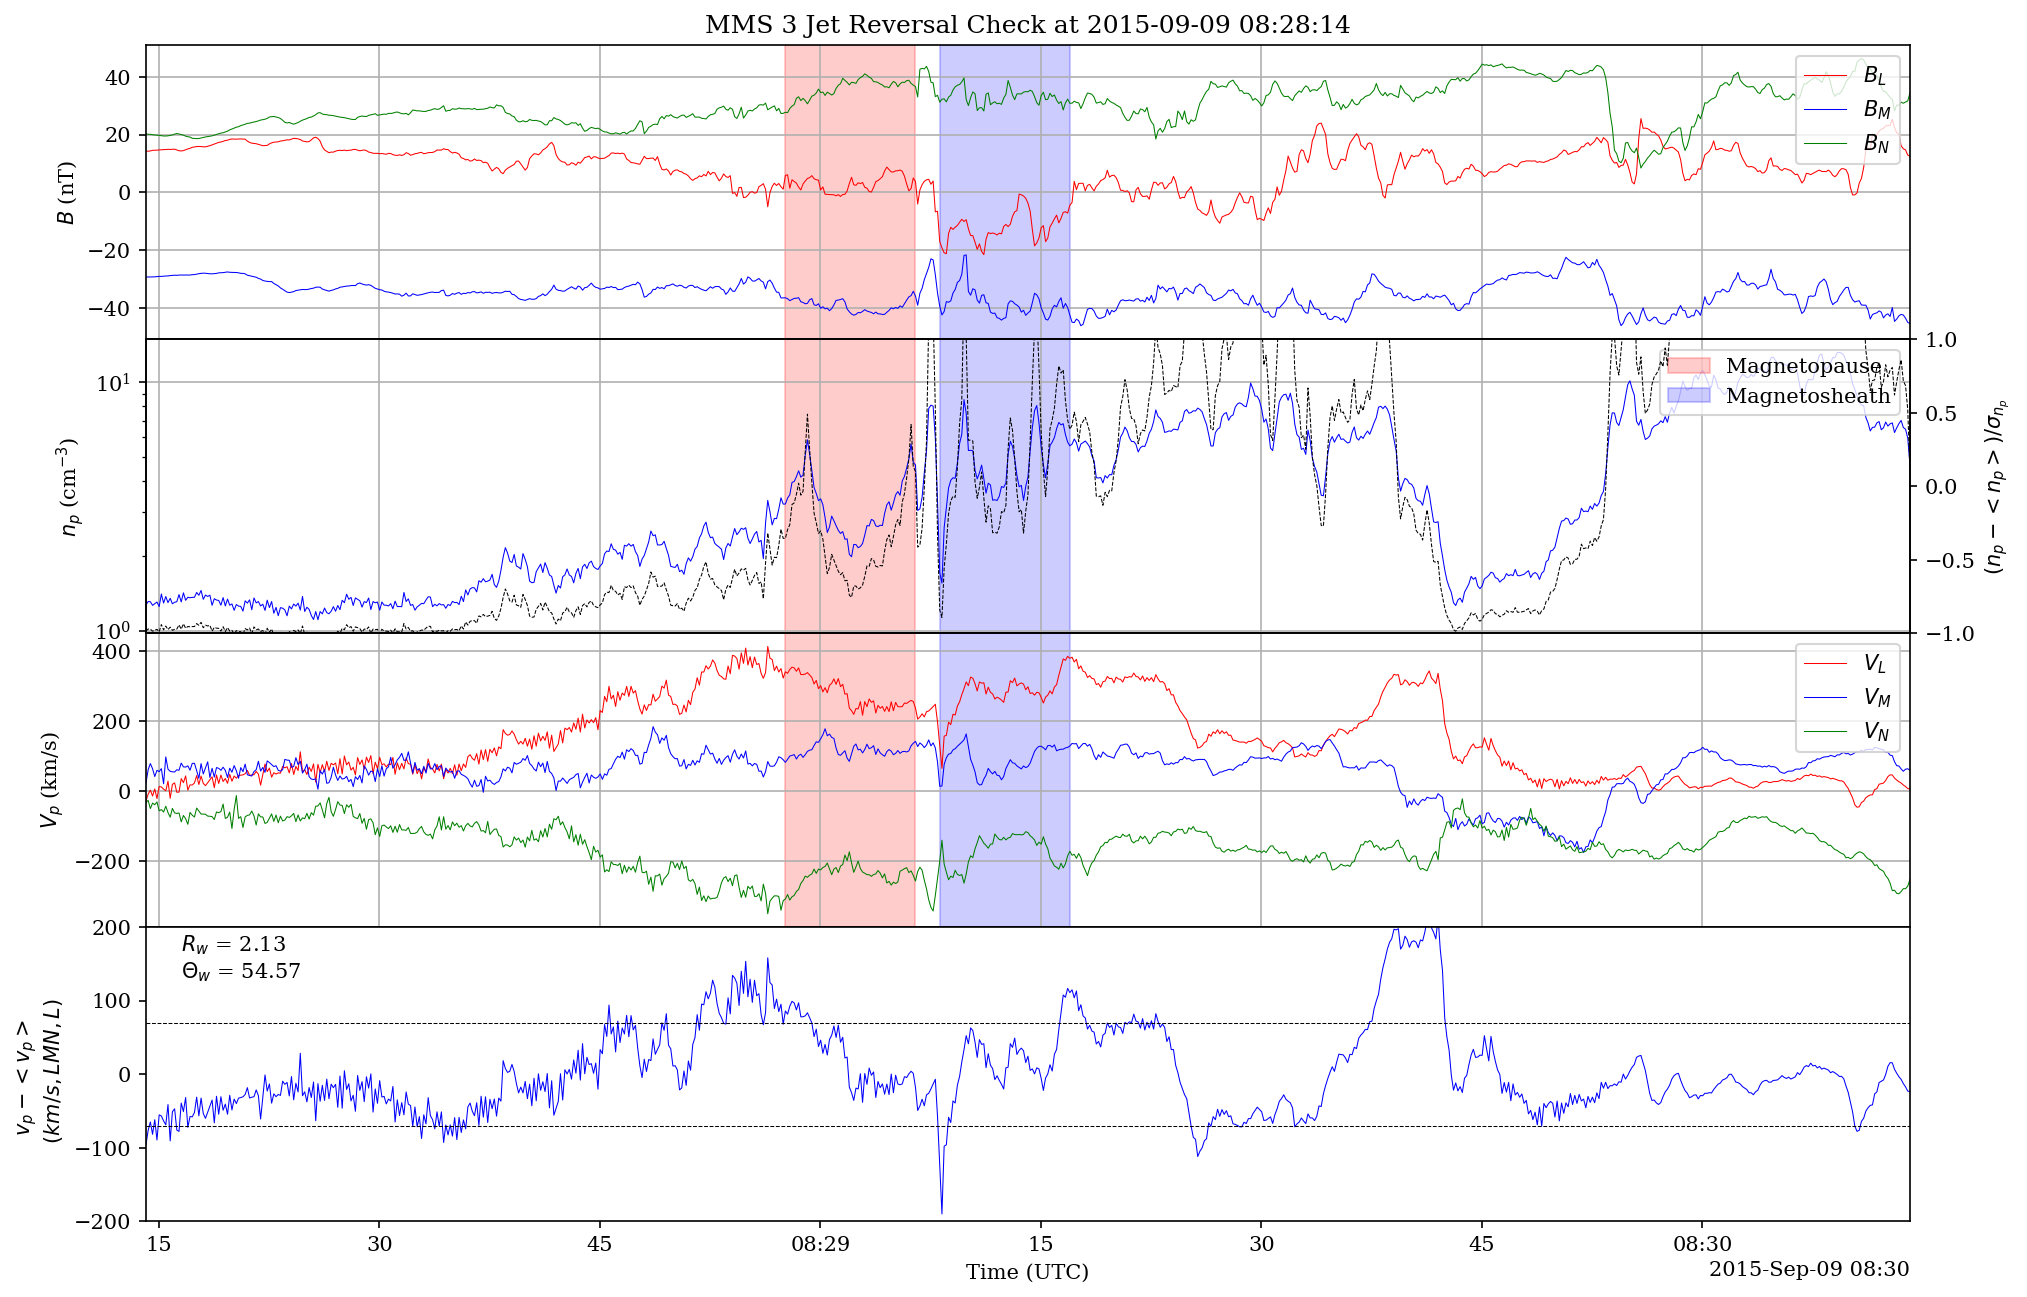 MMS 3 Jet Reversal Check at 2015-09-09 08:28:14
B (nT)
40
20
0
−20
−40
B_L
B_M
B_N
n_p (cm^{−3})
10^1
10^0
Magnetopause
Magnetosheath
1.0
0.5
0.0
−0.5
−1.0
(n_p − < n_p > )/σ_{n_p}
V_p (km/s)
400
200
0
−200
V_L
V_M
V_N
v_p − < v_p >
(km/s, LMN, L)
200
100
0
−100
−200
R_w = 2.13
Θ_w = 54.57
15 30 45 08:29 15 30 45 08:30
Time (UTC)
2015-Sep-09 08:30